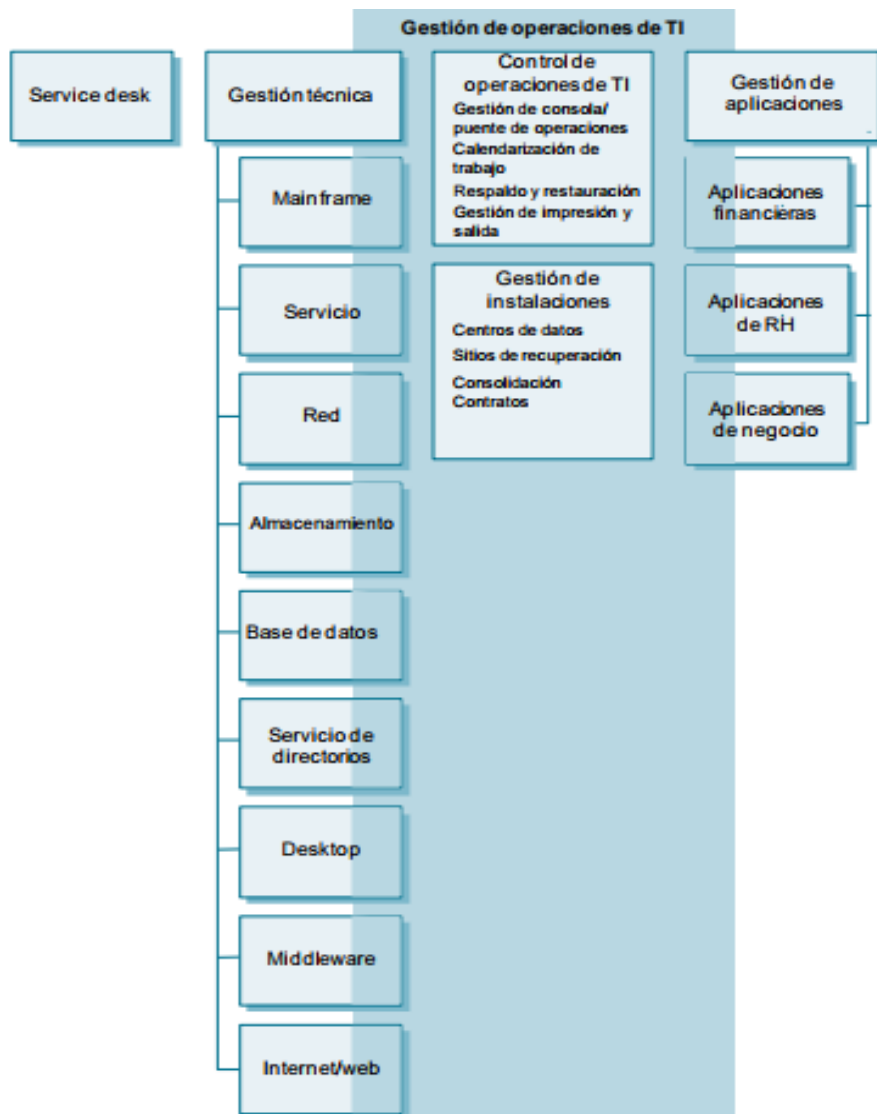 Gestión de operaciones de TI
Service desk
Gestión técnica
Mainframe
Servicio
Red
Almacenamiento
Base de datos
Servicio de
directorios
Desktop
Middleware
Internet/web
Control de
operaciones de TI
Gestión de consola/
puente de operaciones
Calendarización de
trabajo
Respaldo y restauración
Gestión de impresión y
salida
Gestión de
instalaciones
Centros de datos
Sitios de recuperación
Consolidación
Contratos
Gestión de
aplicaciones
Aplicaciones
financieras
Aplicaciones
de RH
Aplicaciones
de negocio